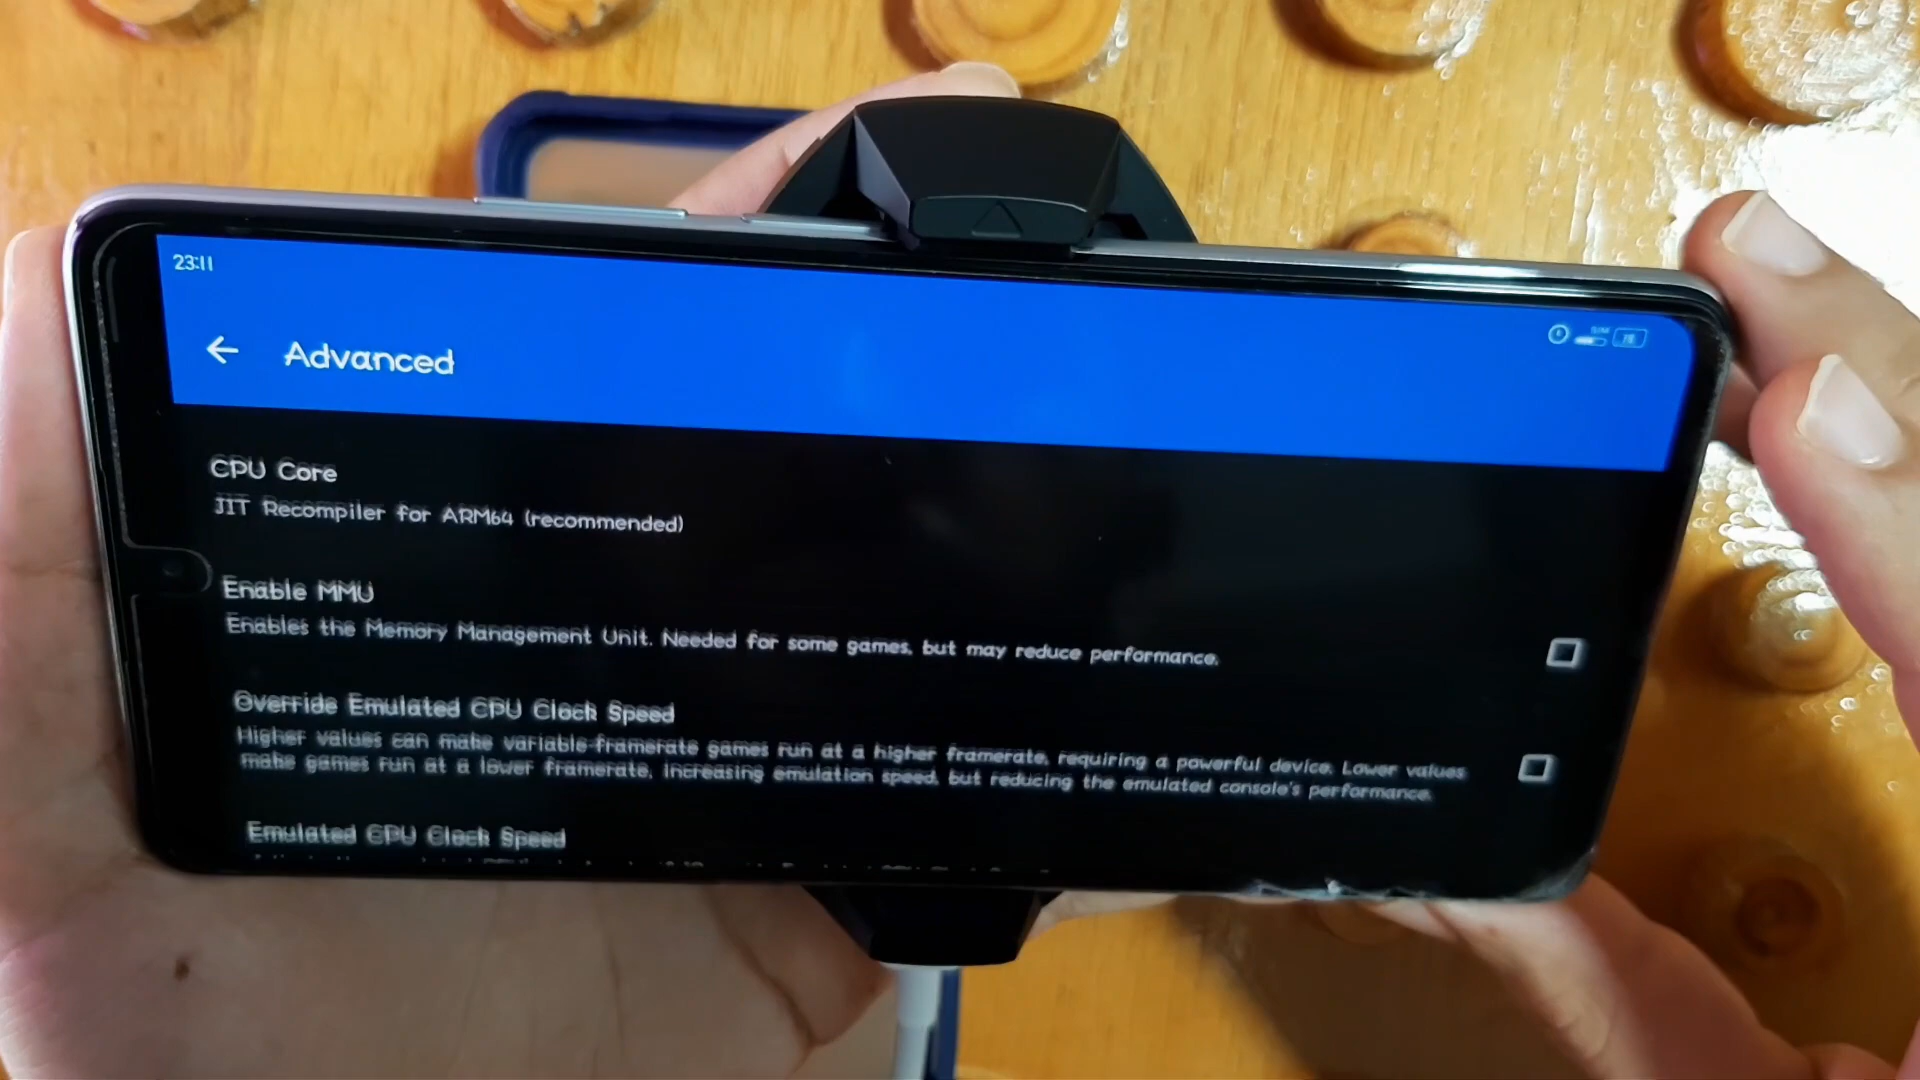 23:11
Advanced
CPU Core
JIT Recompiler for ARM64 (recommended)
Enable MMU
Enables the Memory Management Unit. Needed for some games, but may reduce performance.
Override Emulated CPU Clock Speed
Higher values can make variable-framerate games run at a higher framerate, requiring a powerful device. Lower values
make games run at a lower framerate, increasing emulation speed, but reducing the emulated console's performance.
Emulated CPU Clock Speed